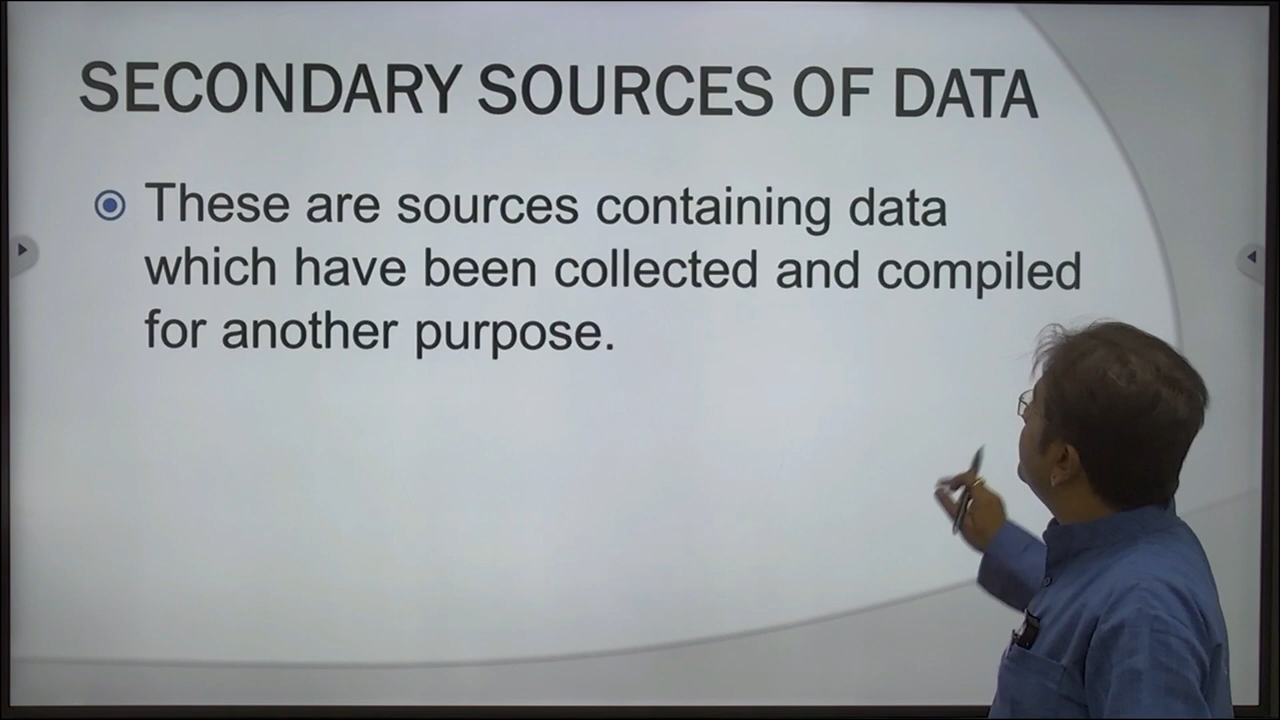 SECONDARY SOURCES OF DATA
These are sources containing data
which have been collected and compiled
for another purpose.